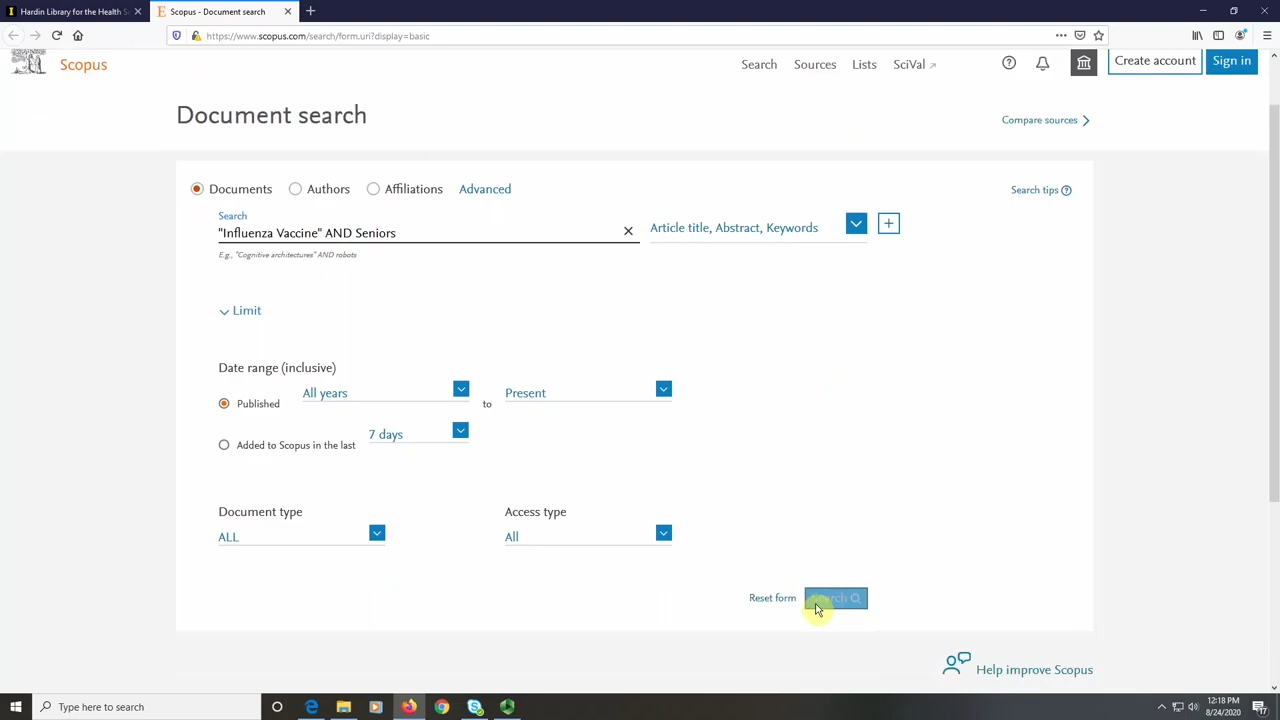 Hardin Library for the Health S
Scopus - Document search
https://www.scopus.com/search/form.uri?display=basic
Scopus
Search
Sources
Lists
SciVal
Create account
Sign in
Document search
Compare sources
Documents
Authors
Affiliations
Advanced
Search tips
Search
"Influenza Vaccine" AND Seniors
Article title, Abstract, Keywords
E.g., "Cognitive architectures" AND robots
Limit
Date range (inclusive)
Published
All years
to
Present
Added to Scopus in the last
7 days
Document type
Access type
ALL
All
Reset form
Search
Help improve Scopus
Type here to search
12:18 PM
8/24/2020
17